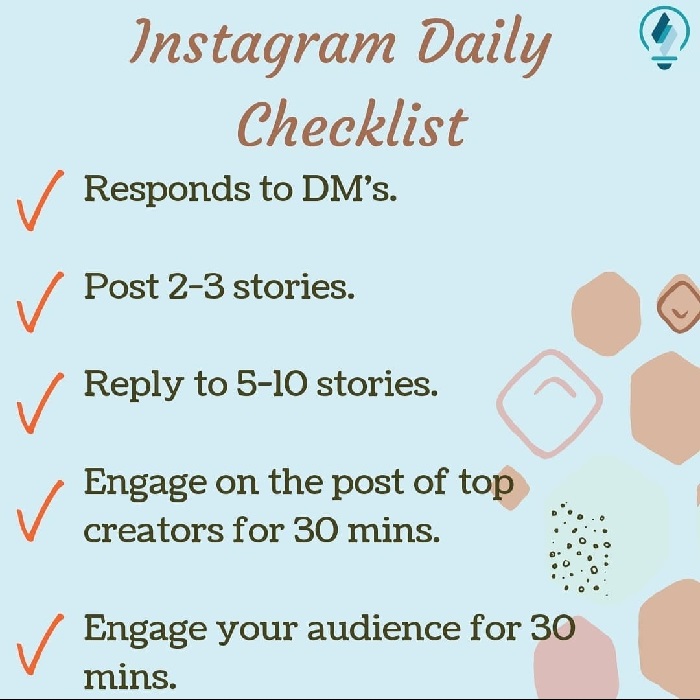 Instagram Daily
Checklist
Responds to DM's.
Post 2-3 stories.
Reply to 5-10 stories.
Engage on the post of top
creators for 30 mins.
Engage your audience for 30
mins.